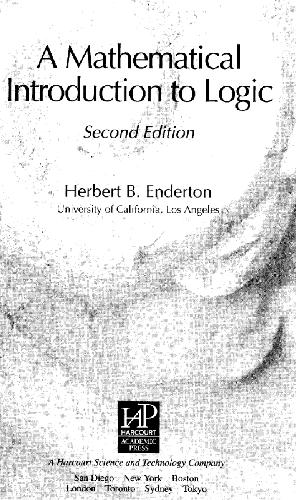 A Mathematical
Introduction to Logic
Second Edition
Herbert B. Enderton
University of California, Los Angeles
HAP
HARCOURT
ACADEMIC
PRESS
A Harcourt Science and Technology Company
San Diego New York Boston
London Toronto Sydney Tokyo